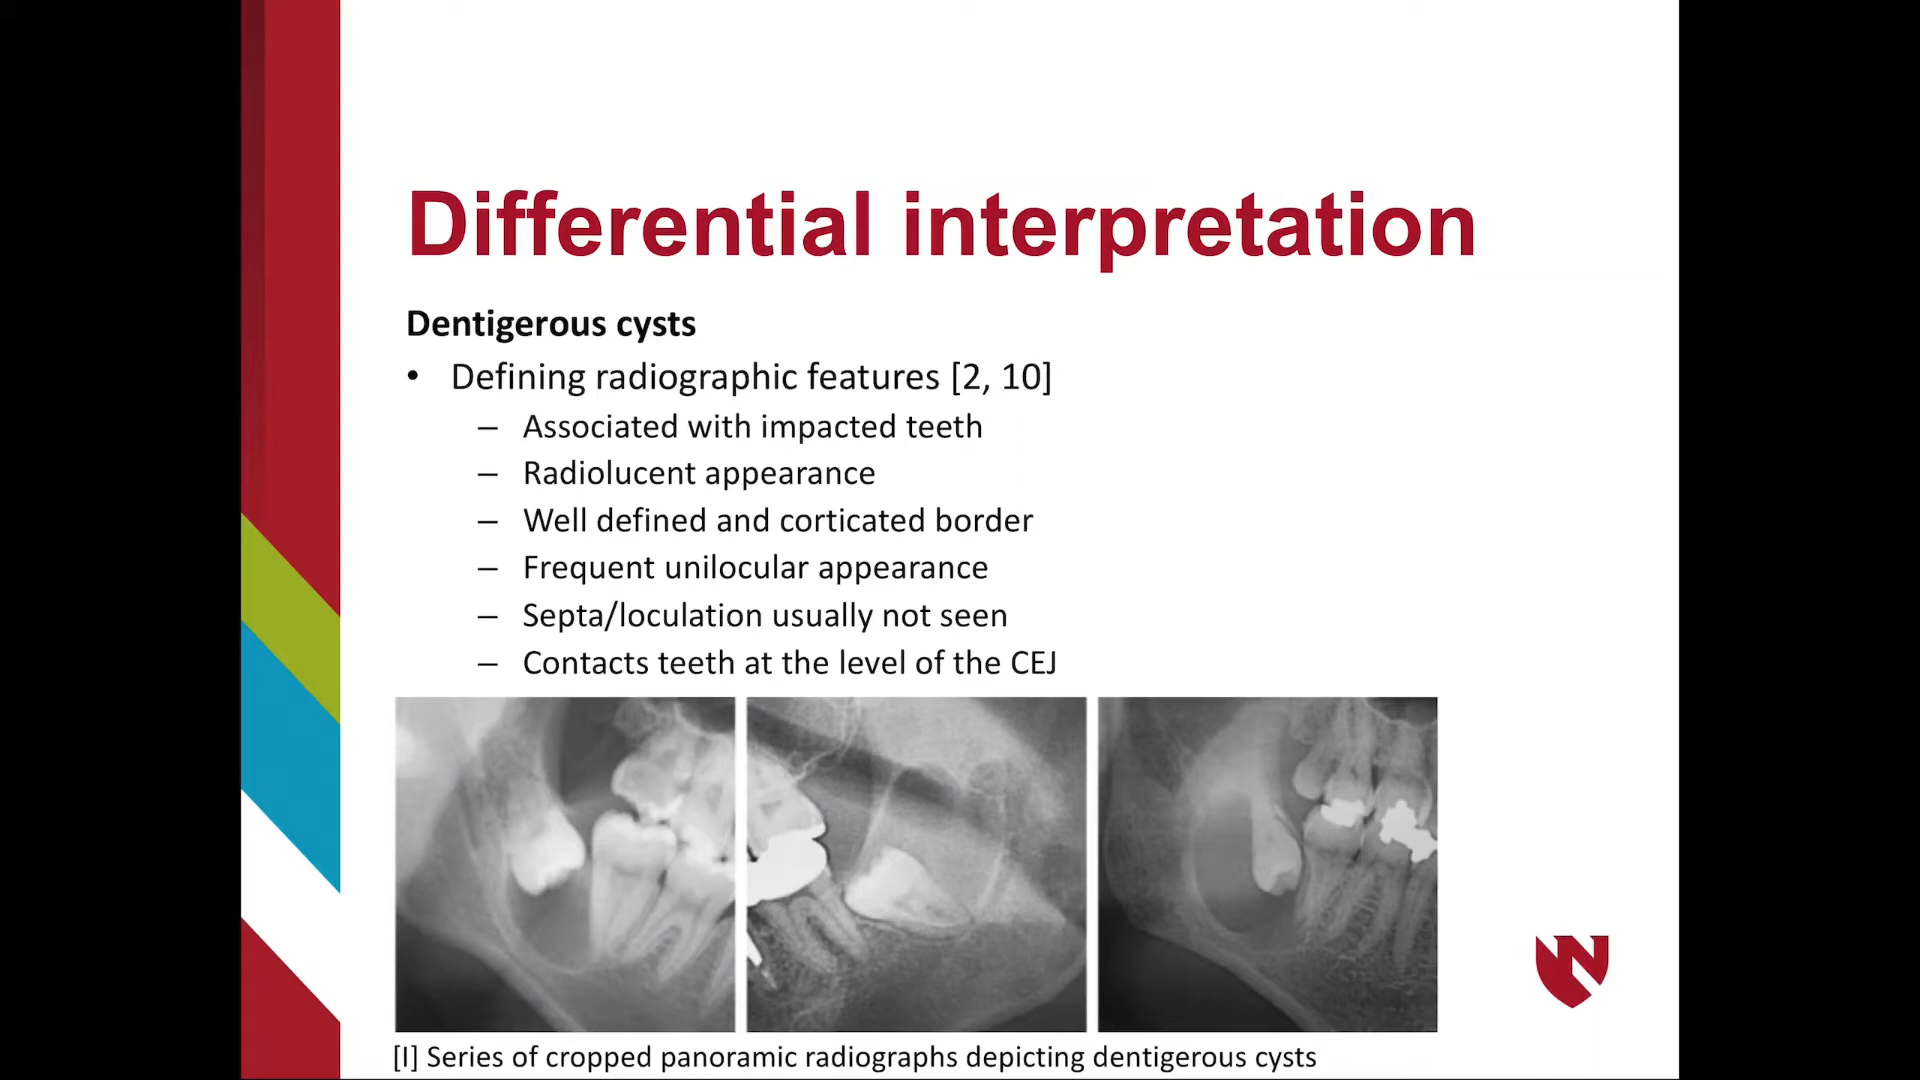 Differential interpretation
Dentigerous cysts
• Defining radiographic features [2, 10]
– Associated with impacted teeth
– Radiolucent appearance
– Well defined and corticated border
– Frequent unilocular appearance
– Septa/loculation usually not seen
– Contacts teeth at the level of the CEJ
[I] Series of cropped panoramic radiographs depicting dentigerous cysts